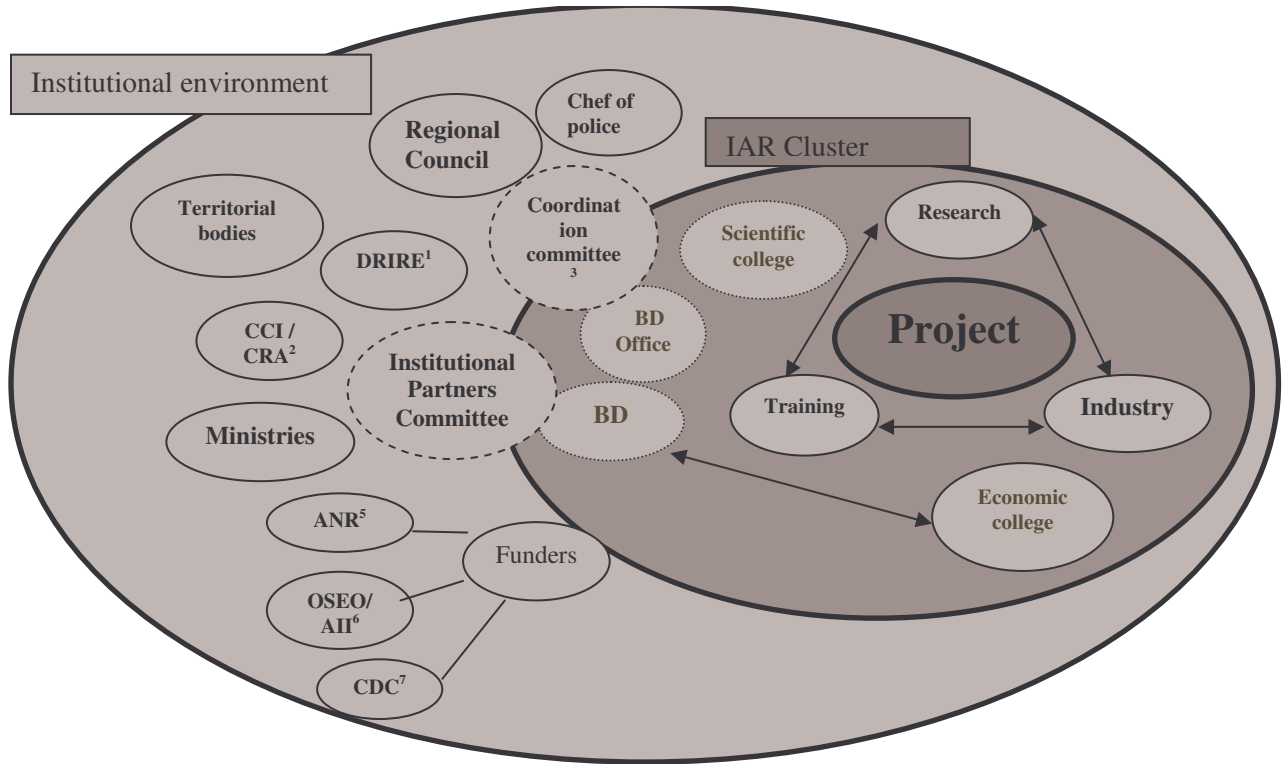 Institutional environment
Chef of
police
Regional
Council
IAR Cluster
Territorial
bodies
Coordinat
ion
committee
3
Research
Scientific
college
DRIRE1
BD
Office
Project
CCI /
CRA2
Institutional
Partners
Committee
BD
Training
Industry
Ministries
Economic
college
ANR5
Funders
OSEO/
AII6
CDC7